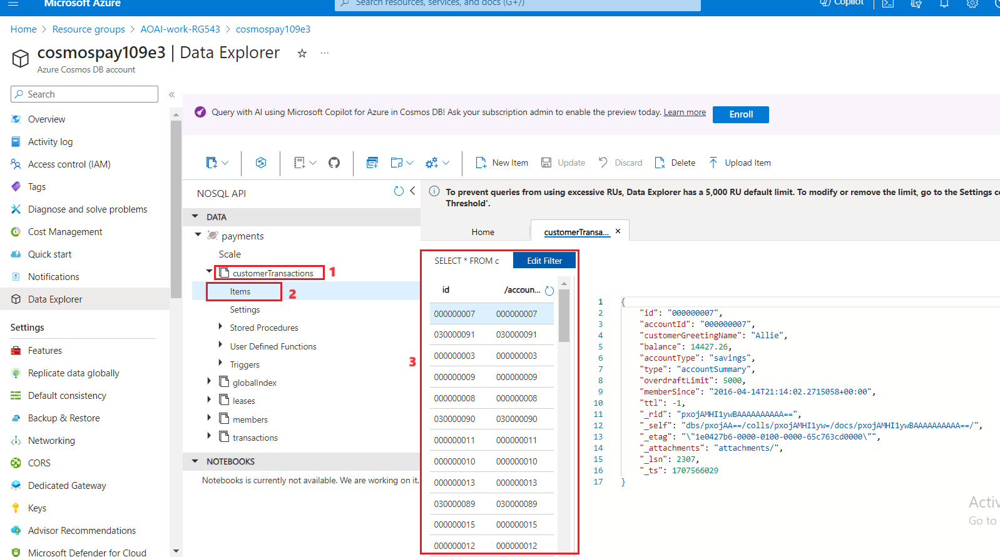 Microsoft Azure
Search resources, services, and docs (G+/)
Copilot
Home > Resource groups > AOAI-work-RG543 > cosmospay109e3
cosmospay109e3 | Data Explorer ☆ ...
Azure Cosmos DB account
Search
«
Overview
Activity log
Access control (IAM)
Tags
Diagnose and solve problems
Cost Management
Quick start
Notifications
Data Explorer
Settings
Features
Replicate data globally
Default consistency
Backup & Restore
Networking
CORS
Dedicated Gateway
Keys
Advisor Recommendations
Microsoft Defender for Cloud
Query with AI using Microsoft Copilot for Azure in Cosmos DB! Ask your subscription admin to enable the preview today. Learn more
Enroll
New Item
Update
Discard
Delete
Upload Item
NOSQL API
DATA
payments
Scale
customerTransactions 1
Items 2
Settings
Stored Procedures
User Defined Functions
Triggers
globalIndex
leases
members
transactions
NOTEBOOKS
Notebooks is currently not available. We are working on it.
To prevent queries from using excessive RUs, Data Explorer has a 5,000 RU default limit. To modify or remove the limit, go to the Settings
Threshold'.
Home
customerTransa... ×
3
SELECT * FROM c
Edit Filter
id /accoun...
000000007 000000007
030000091 030000091
000000003 000000003
000000009 000000009
000000008 000000008
030000090 030000090
000000011 000000011
000000010 000000010
000000013 000000013
030000089 030000089
000000015 000000015
000000012 000000012
1 {
2 "id": "000000007",
3 "accountId": "000000007",
4 "customerGreetingName": "Allie",
5 "balance": 14427.26,
6 "accountType": "savings",
7 "type": "accountSummary",
8 "overdraftLimit": 5000,
9 "memberSince": "2016-04-14T21:14:02.2715058+00:00",
10 "ttl": -1,
11 "_rid": "pxojAMHI1ywBAAAAAAAAAA==",
12 "_self": "dbs/pxojAA==/colls/pxojAMHI1yw=/docs/pxojAMHI1ywBAAAAAAAAAA==/",
13 "_etag": "\"1e0427b6-0000-0100-0000-65c763cd0000\"",
14 "_attachments": "attachments/",
15 "_lsn": 2307,
16 "_ts": 1707566029
17 }
Go to